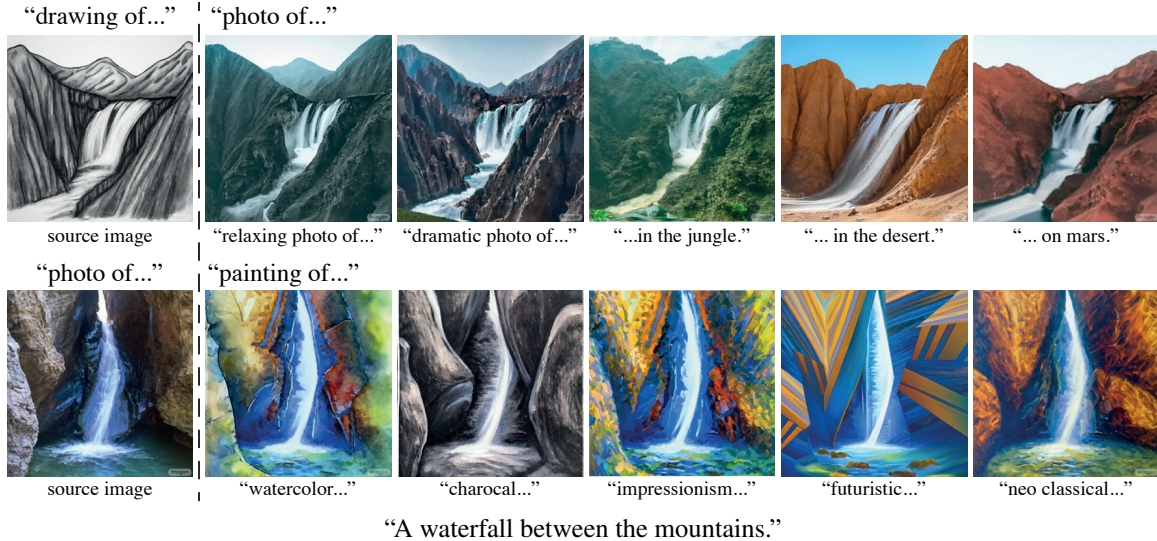 “drawing of...” “photo of...”
source image “relaxing photo of...” “dramatic photo of...” “...in the jungle.” “... in the desert.” “... on mars.”
“photo of...” “painting of...”
source image “watercolor...” “charocal...” “impressionism...” “futuristic...” “neo classical...”
“A waterfall between the mountains.”